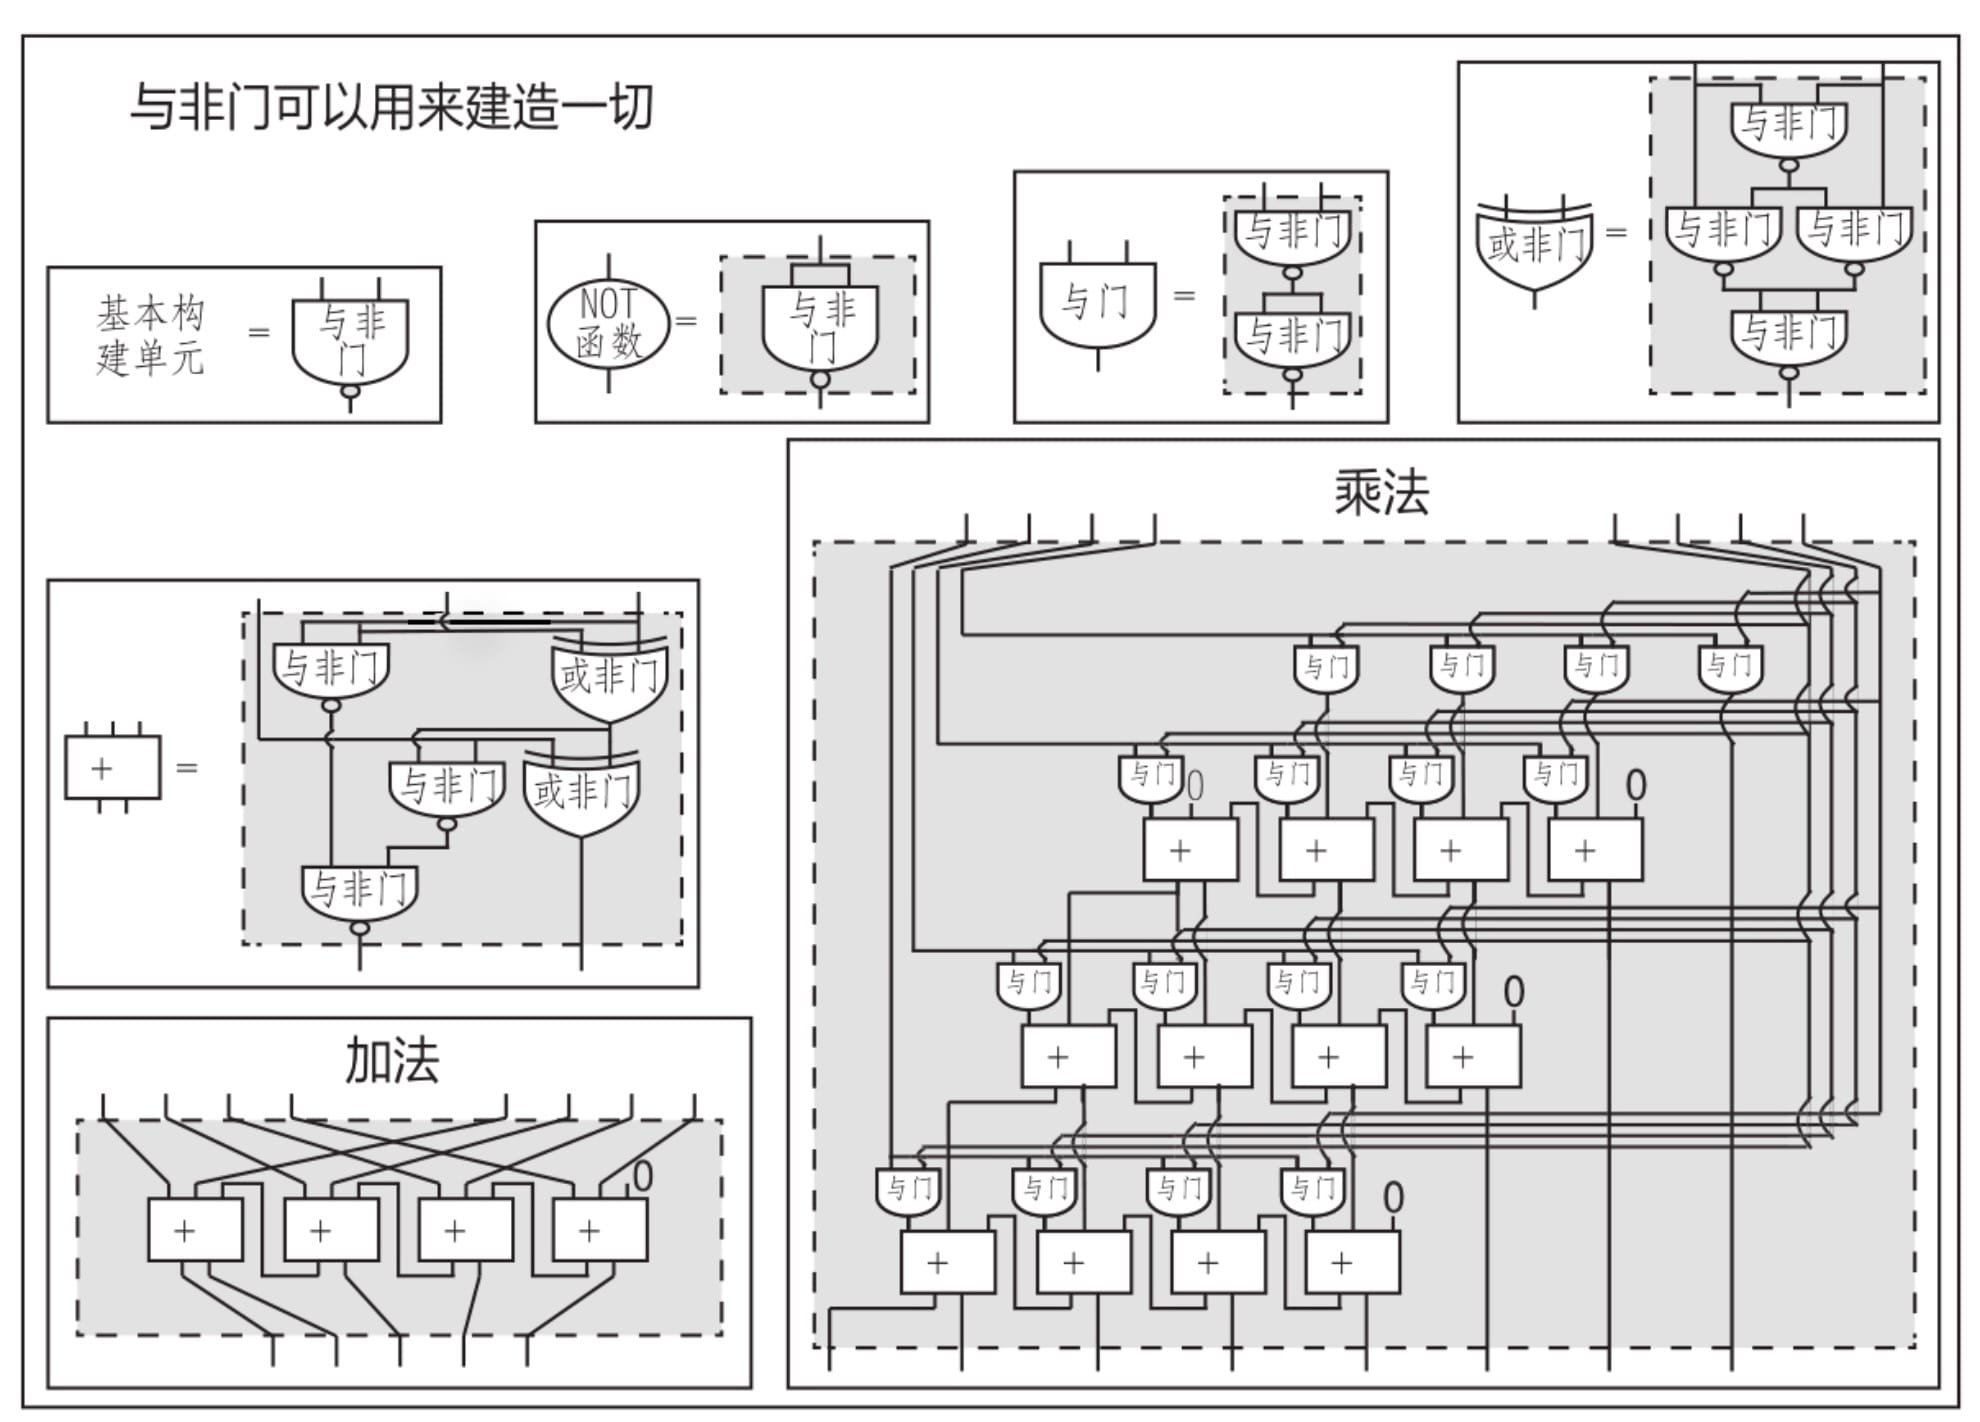 与非门可以用来建造一切
基本构
建单元
=
与非
门
NOT
函数
=
与非
门
与门
=
与非门
与非门
或非门
=
与非门
与非门 与非门
与非门
+
=
与非门 或非门
与非门 或非门
与非门
加法
0
+ + + +
乘法
与门 与门 与门 与门
与门 与门 与门 与门
0 0
+ + + +
与门 与门 与门 与门
0
+ + + +
与门 与门 与门 与门
0
+ + + +